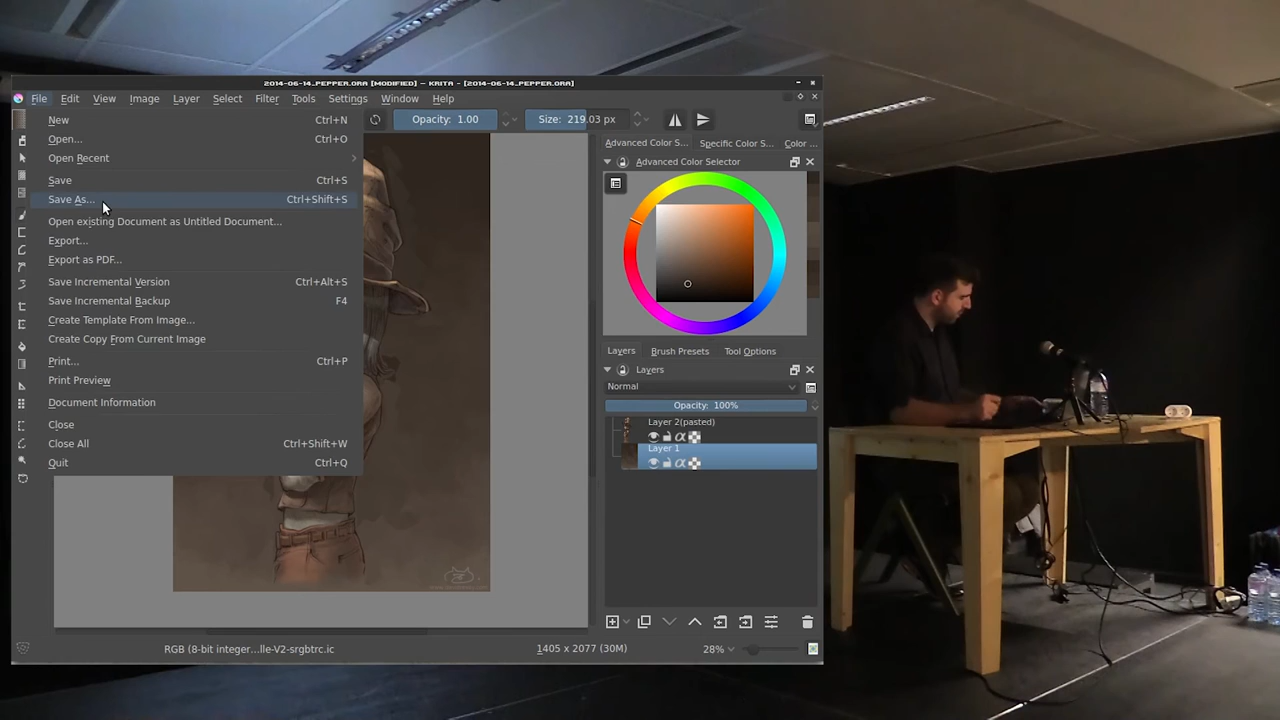 2014-06-14_PEPPER.ORA [MODIFIED] — KRITA - [2014-06-14_PEPPER.ORA]
File Edit View Image Layer Select Filter Tools Settings Window Help
Opacity: 1.00 Size: 219.03 px
New Ctrl+N
Open... Ctrl+O
Open Recent
Save Ctrl+S
Save As... Ctrl+Shift+S
Open existing Document as Untitled Document...
Export...
Export as PDF...
Save Incremental Version Ctrl+Alt+S
Save Incremental Backup F4
Create Template From Image...
Create Copy From Current Image
Print... Ctrl+P
Print Preview
Document Information
Close
Close All Ctrl+Shift+W
Quit Ctrl+Q
Advanced Color S... Specific Color S... Color ...
Advanced Color Selector
Layers Brush Presets Tool Options
Layers
Normal
Opacity: 100%
Layer 2(pasted)
Layer 1
RGB (8-bit integer...lle-V2-srgbtrc.ic 1405 x 2077 (30M) 28%